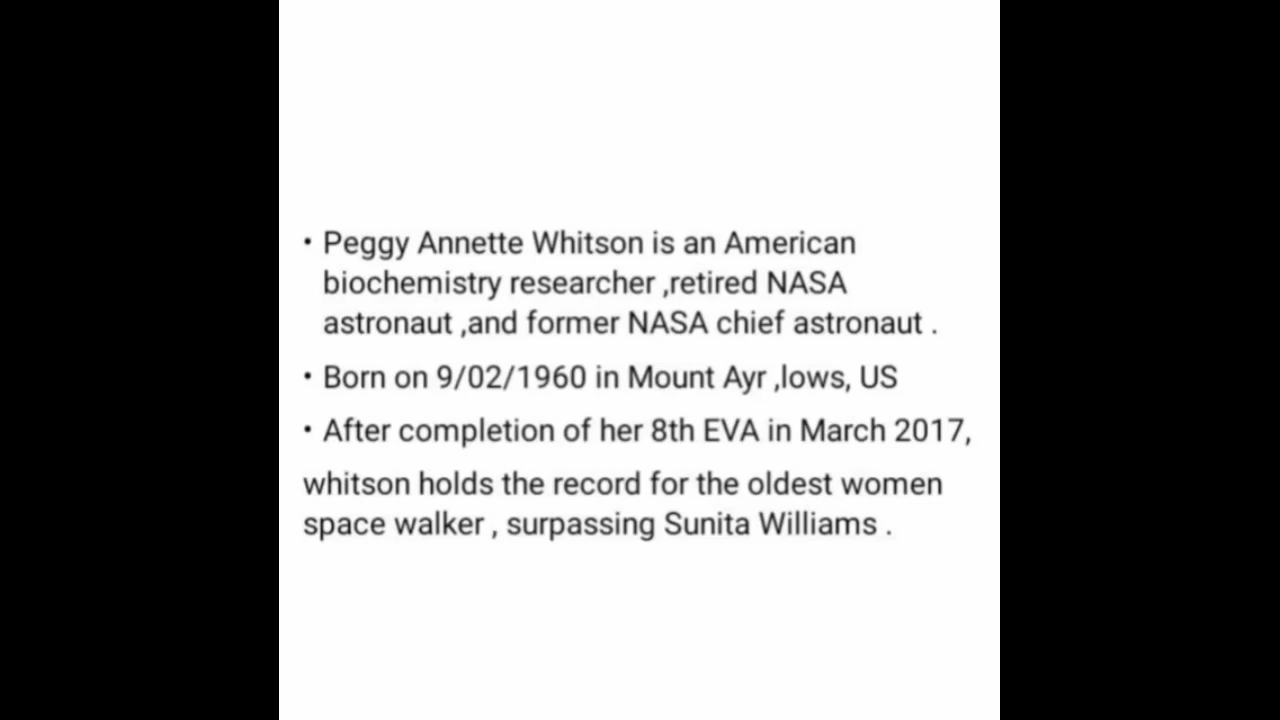 • Peggy Annette Whitson is an American
biochemistry researcher ,retired NASA
astronaut ,and former NASA chief astronaut .
• Born on 9/02/1960 in Mount Ayr ,lows, US
• After completion of her 8th EVA in March 2017,
whitson holds the record for the oldest women
space walker , surpassing Sunita Williams .